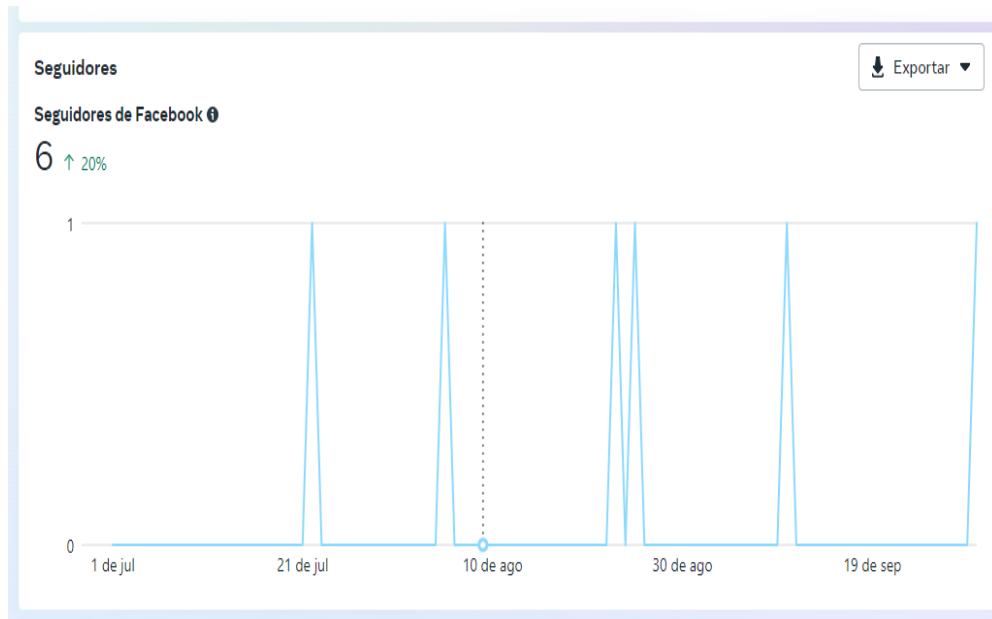 Seguidores
Exportar
Seguidores de Facebook
6 ↑ 20%
1
0
1 de jul 21 de jul 10 de ago 30 de ago 19 de sep